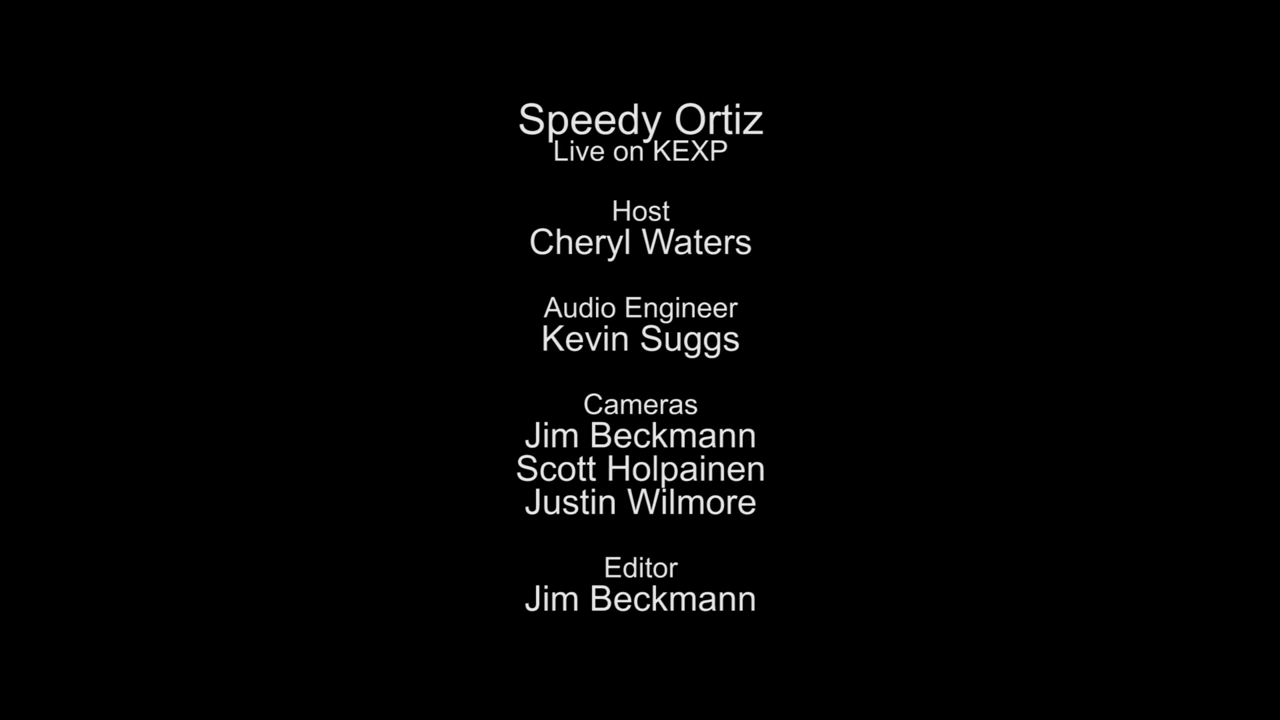 Speedy Ortiz
Live on KEXP
Host
Cheryl Waters
Audio Engineer
Kevin Suggs
Cameras
Jim Beckmann
Scott Holpainen
Justin Wilmore
Editor
Jim Beckmann